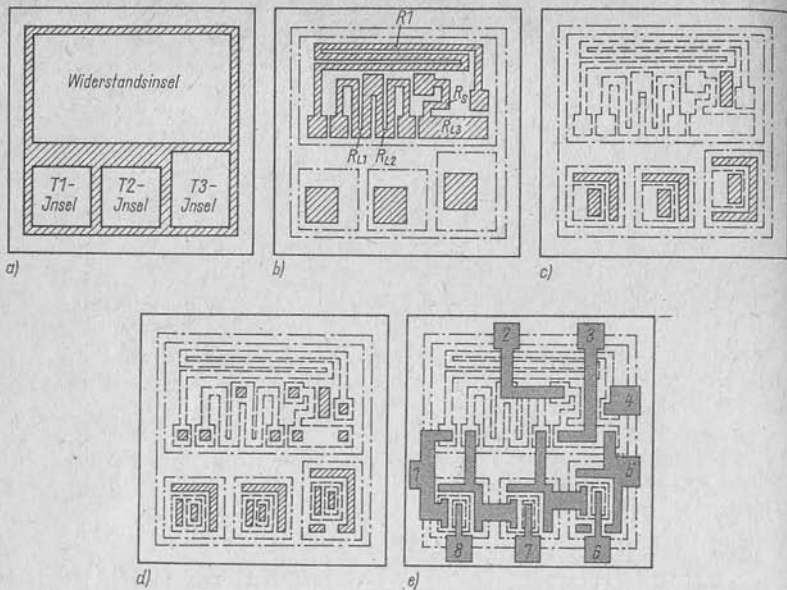 Widerstandsinsel
T1-
Jnsel
T2-
Jnsel
T3-
Jnsel
a)
R1
RS
RL3
RL1
RL2
b)
c)
d)
2
3
4
1
5
8
7
6
e)